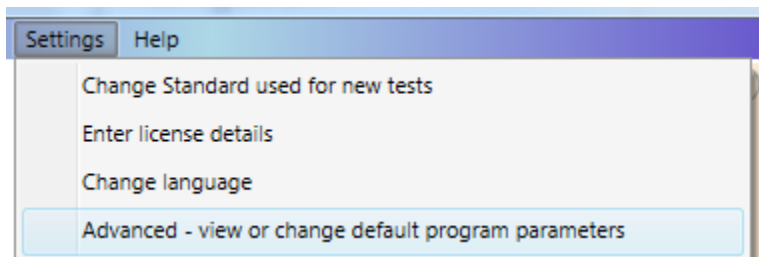 Settings Help
Change Standard used for new tests
Enter license details
Change language
Advanced - view or change default program parameters